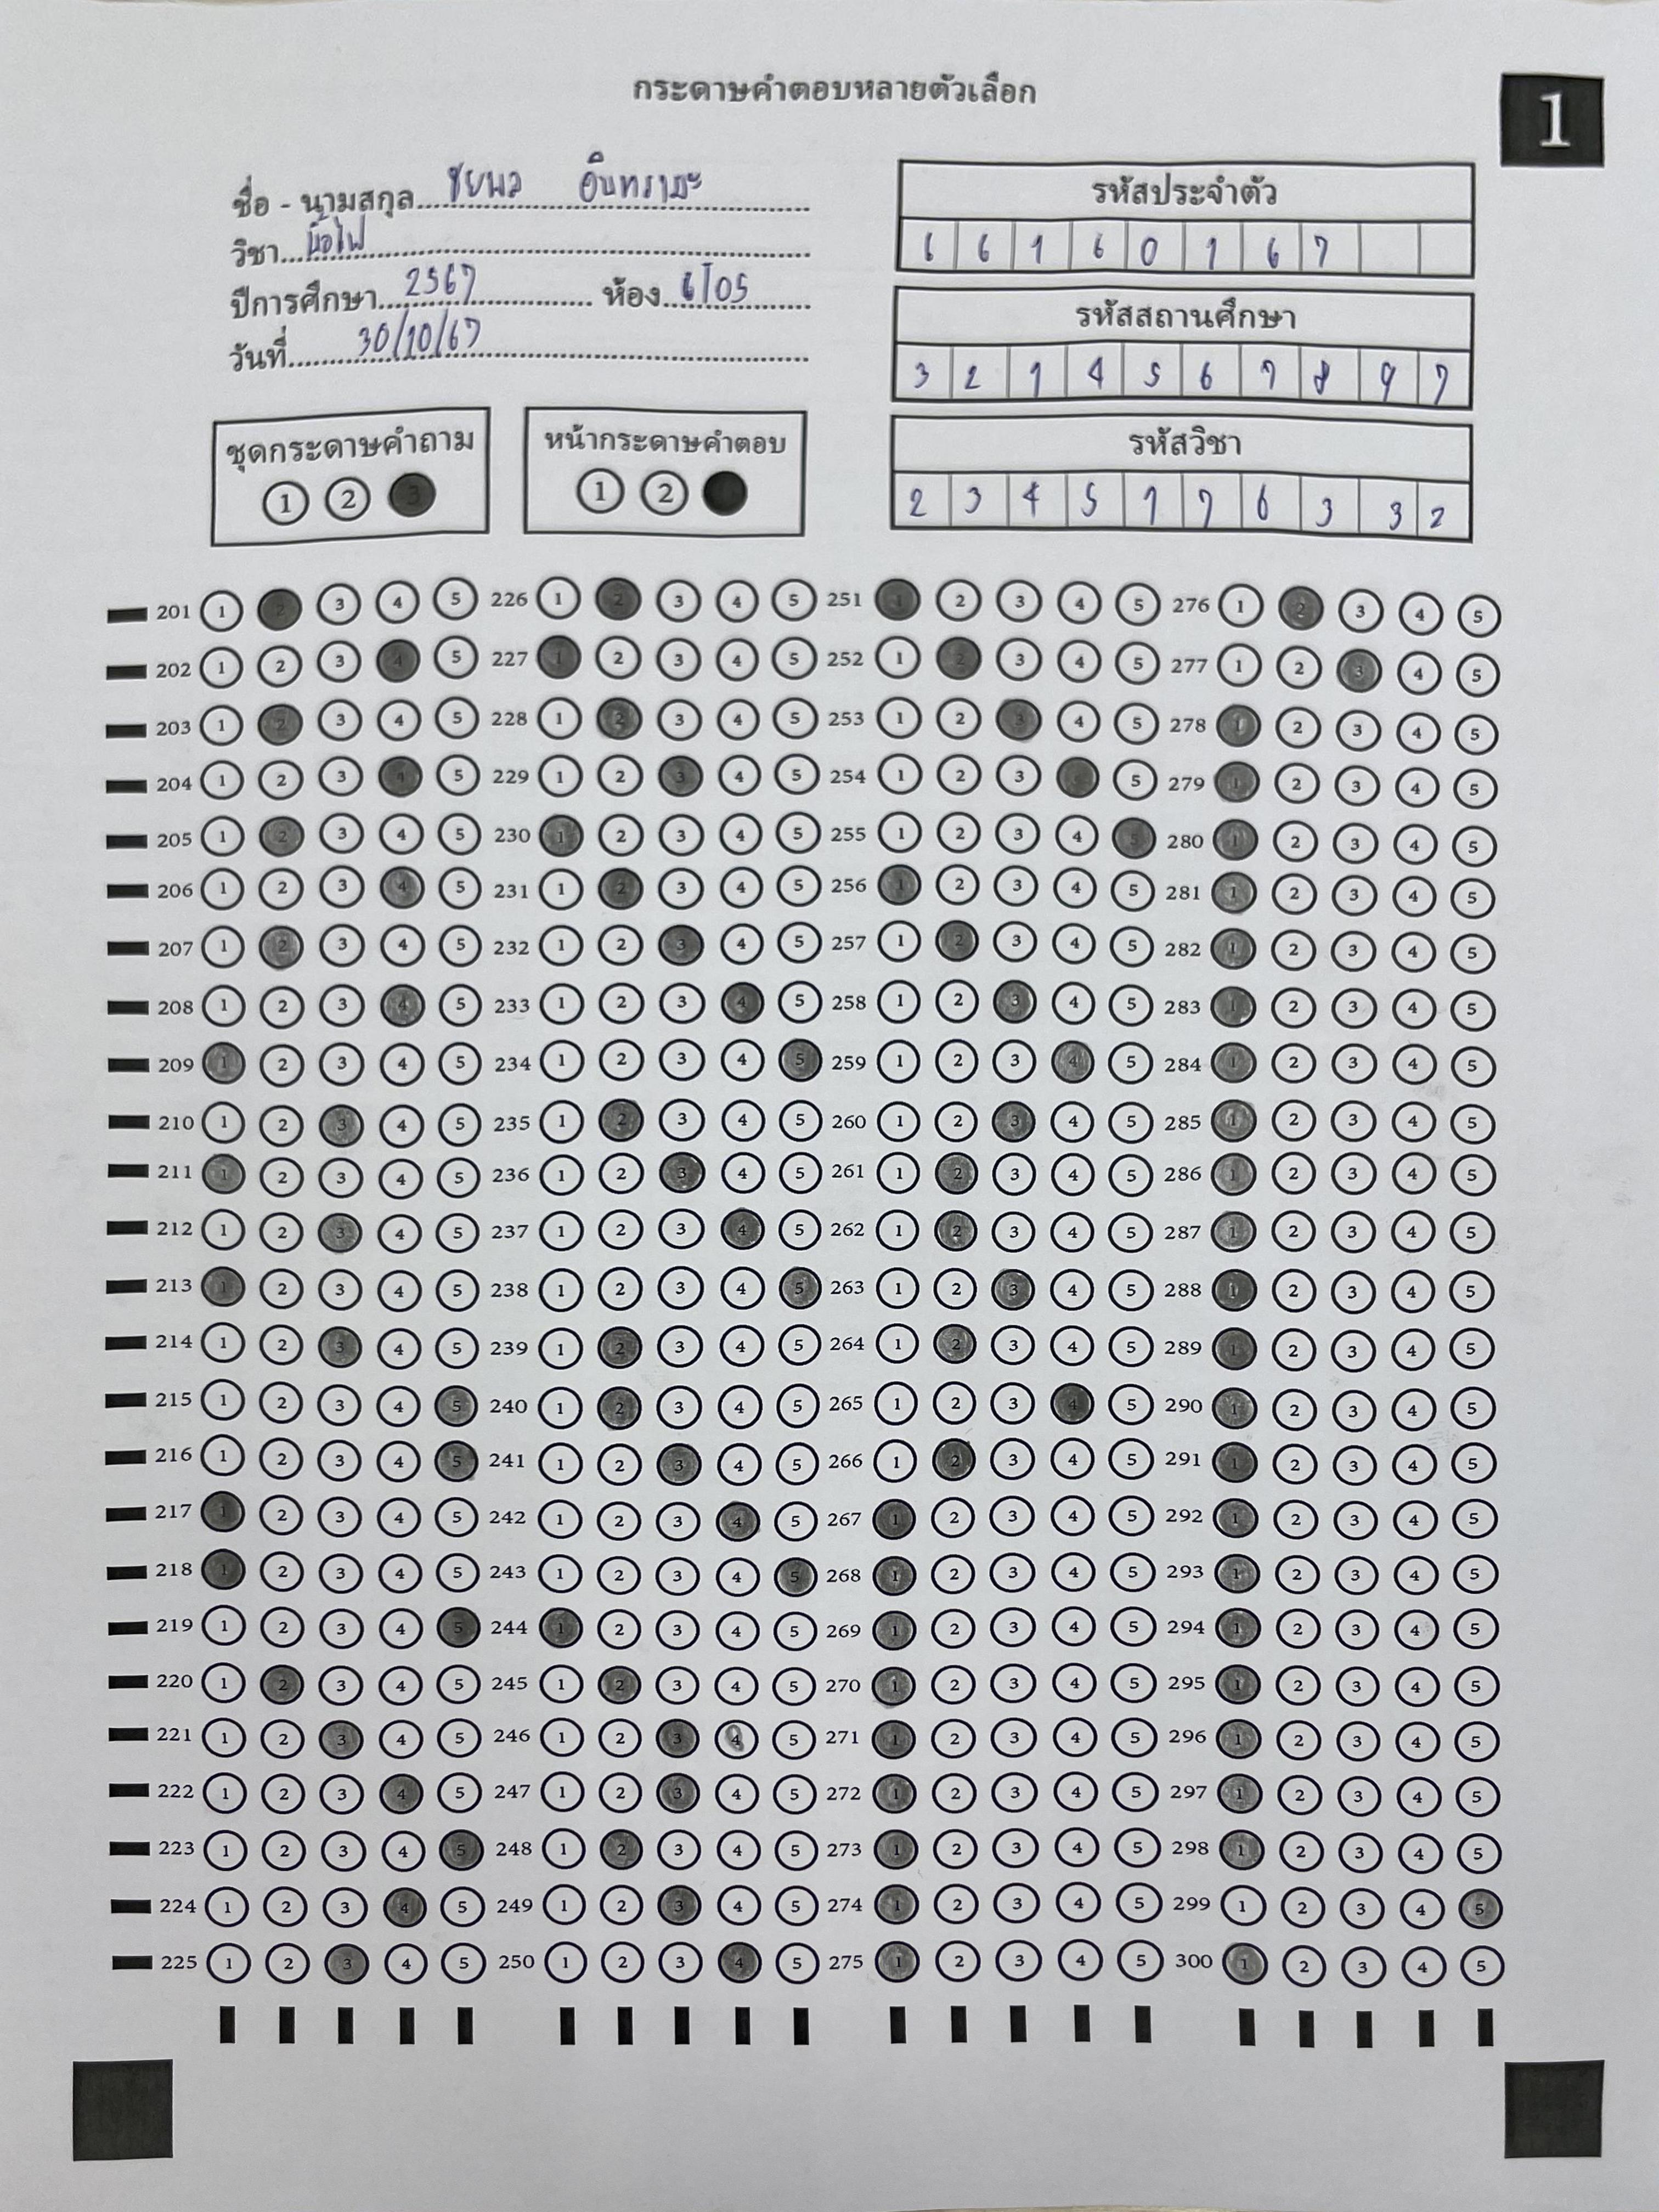 กระดาษคำตอบหลายตัวเลือก
1
ชื่อ - นามสกุล ชัยพล อินทรามะ
วิชา
ปีการศึกษา 2567 ห้อง 6T05
วันที่ 30/10/67
รหัสประจำตัว
6 6 1 6 0 1 6 7
รหัสสถานศึกษา
3 2 1 4 5 6 7 8 9 7
รหัสวิชา
2 3 4 5 1 7 6 3 3 2
ชุดกระดาษคำถาม
1 2 3
หน้ากระดาษคำตอบ
1 2
201 1 2 3 4 5 226 1 2 3 4 5 251 1 2 3 4 5 276 1 2 3 4 5
202 1 2 3 4 5 227 1 2 3 4 5 252 1 2 3 4 5 277 1 2 3 4 5
203 1 2 3 4 5 228 1 2 3 4 5 253 1 2 3 4 5 278 1 2 3 4 5
204 1 2 3 4 5 229 1 2 3 4 5 254 1 2 3 4 5 279 1 2 3 4 5
205 1 2 3 4 5 230 1 2 3 4 5 255 1 2 3 4 5 280 1 2 3 4 5
206 1 2 3 4 5 231 1 2 3 4 5 256 1 2 3 4 5 281 1 2 3 4 5
207 1 2 3 4 5 232 1 2 3 4 5 257 1 2 3 4 5 282 1 2 3 4 5
208 1 2 3 4 5 233 1 2 3 4 5 258 1 2 3 4 5 283 1 2 3 4 5
209 1 2 3 4 5 234 1 2 3 4 5 259 1 2 3 4 5 284 1 2 3 4 5
210 1 2 3 4 5 235 1 2 3 4 5 260 1 2 3 4 5 285 1 2 3 4 5
211 1 2 3 4 5 236 1 2 3 4 5 261 1 2 3 4 5 286 1 2 3 4 5
212 1 2 3 4 5 237 1 2 3 4 5 262 1 2 3 4 5 287 1 2 3 4 5
213 1 2 3 4 5 238 1 2 3 4 5 263 1 2 3 4 5 288 1 2 3 4 5
214 1 2 3 4 5 239 1 2 3 4 5 264 1 2 3 4 5 289 1 2 3 4 5
215 1 2 3 4 5 240 1 2 3 4 5 265 1 2 3 4 5 290 1 2 3 4 5
216 1 2 3 4 5 241 1 2 3 4 5 266 1 2 3 4 5 291 1 2 3 4 5
217 1 2 3 4 5 242 1 2 3 4 5 267 1 2 3 4 5 292 1 2 3 4 5
218 1 2 3 4 5 243 1 2 3 4 5 268 1 2 3 4 5 293 1 2 3 4 5
219 1 2 3 4 5 244 1 2 3 4 5 269 1 2 3 4 5 294 1 2 3 4 5
220 1 2 3 4 5 245 1 2 3 4 5 270 1 2 3 4 5 295 1 2 3 4 5
221 1 2 3 4 5 246 1 2 3 4 5 271 1 2 3 4 5 296 1 2 3 4 5
222 1 2 3 4 5 247 1 2 3 4 5 272 1 2 3 4 5 297 1 2 3 4 5
223 1 2 3 4 5 248 1 2 3 4 5 273 1 2 3 4 5 298 1 2 3 4 5
224 1 2 3 4 5 249 1 2 3 4 5 274 1 2 3 4 5 299 1 2 3 4 5
225 1 2 3 4 5 250 1 2 3 4 5 275 1 2 3 4 5 300 1 2 3 4 5